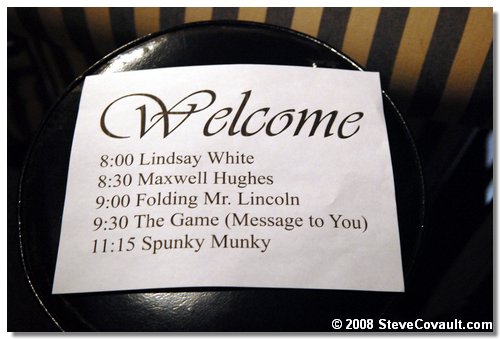 Welcome
8:00 Lindsay White
8:30 Maxwell Hughes
9:00 Folding Mr. Lincoln
9:30 The Game (Message to You)
11:15 Spunky Munky
© 2008 SteveCovault.com